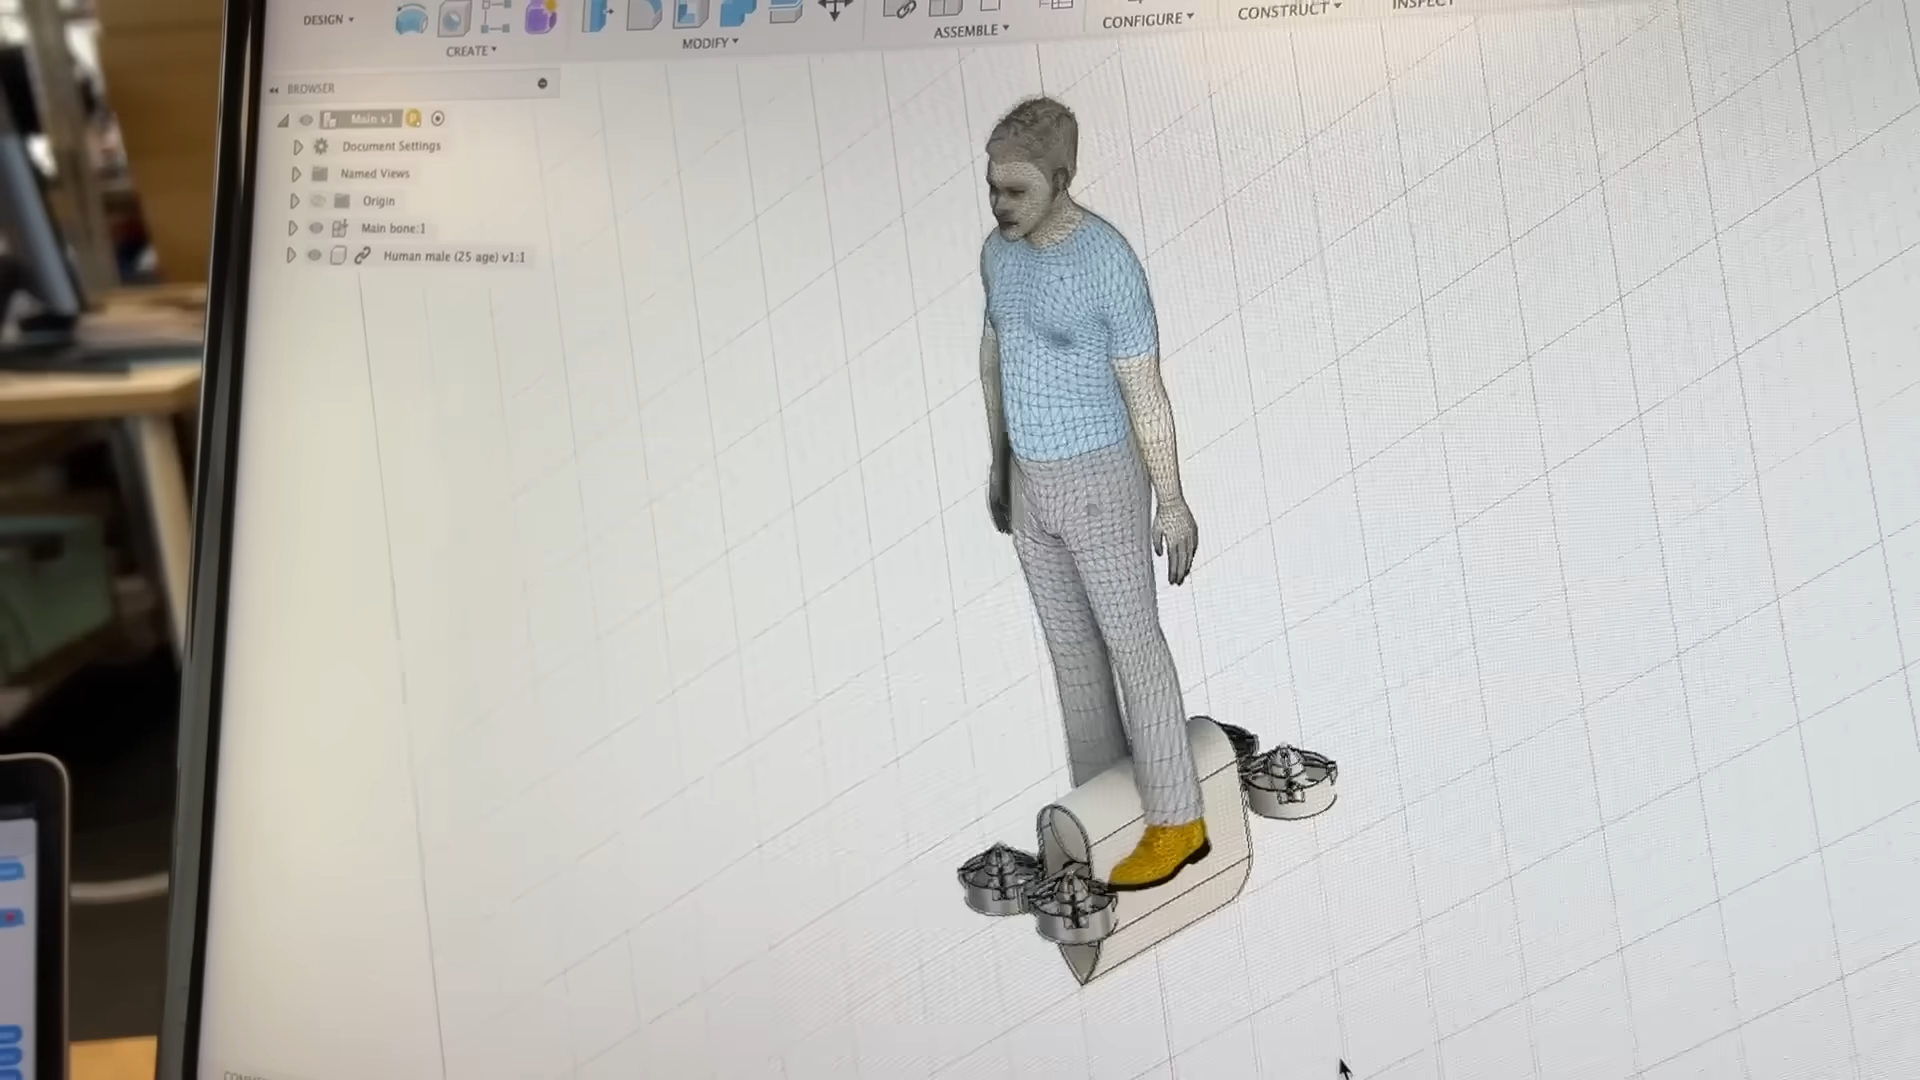 DESIGN
CREATE
MODIFY
ASSEMBLE
CONFIGURE
CONSTRUCT
INSPECT
BROWSER
Main v1
Document Settings
Named Views
Origin
Main bone:1
Human male (25 age) v1:1